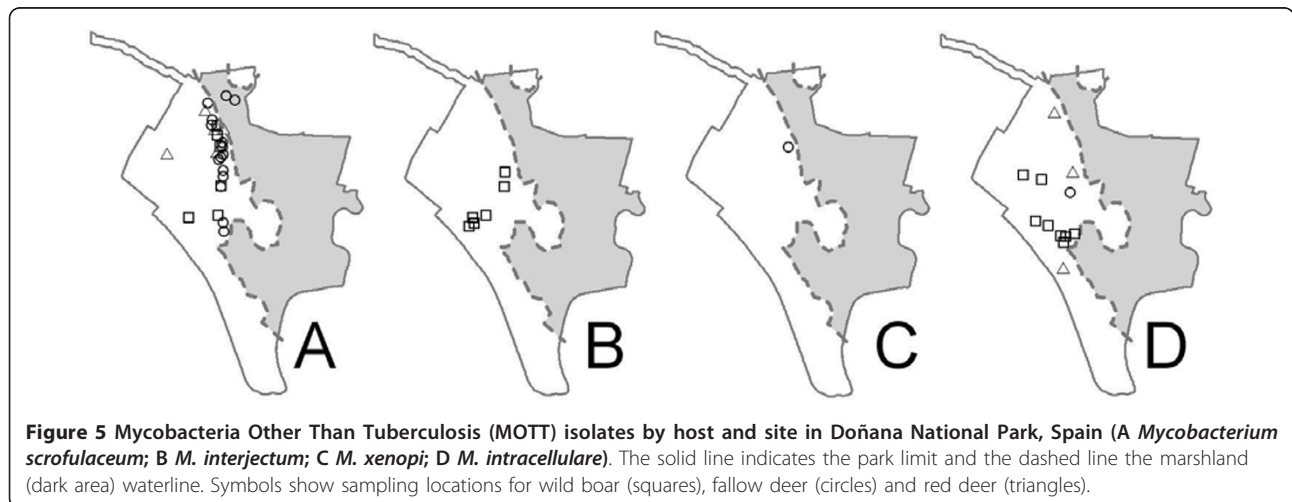 A
B
C
D
Figure 5 Mycobacteria Other Than Tuberculosis (MOTT) isolates by host and site in Doñana National Park, Spain (A Mycobacterium
scrofulaceum; B M. interjectum; C M. xenopi; D M. intracellulare). The solid line indicates the park limit and the dashed line the marshland
(dark area) waterline. Symbols show sampling locations for wild boar (squares), fallow deer (circles) and red deer (triangles).